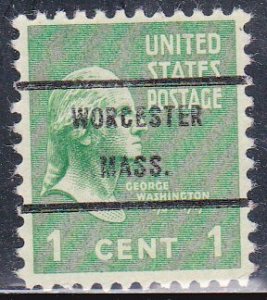 UNITED
STATES
POSTAGE
WORCESTER
MASS.
GEORGE
WASHINGTON
1 CENT 1